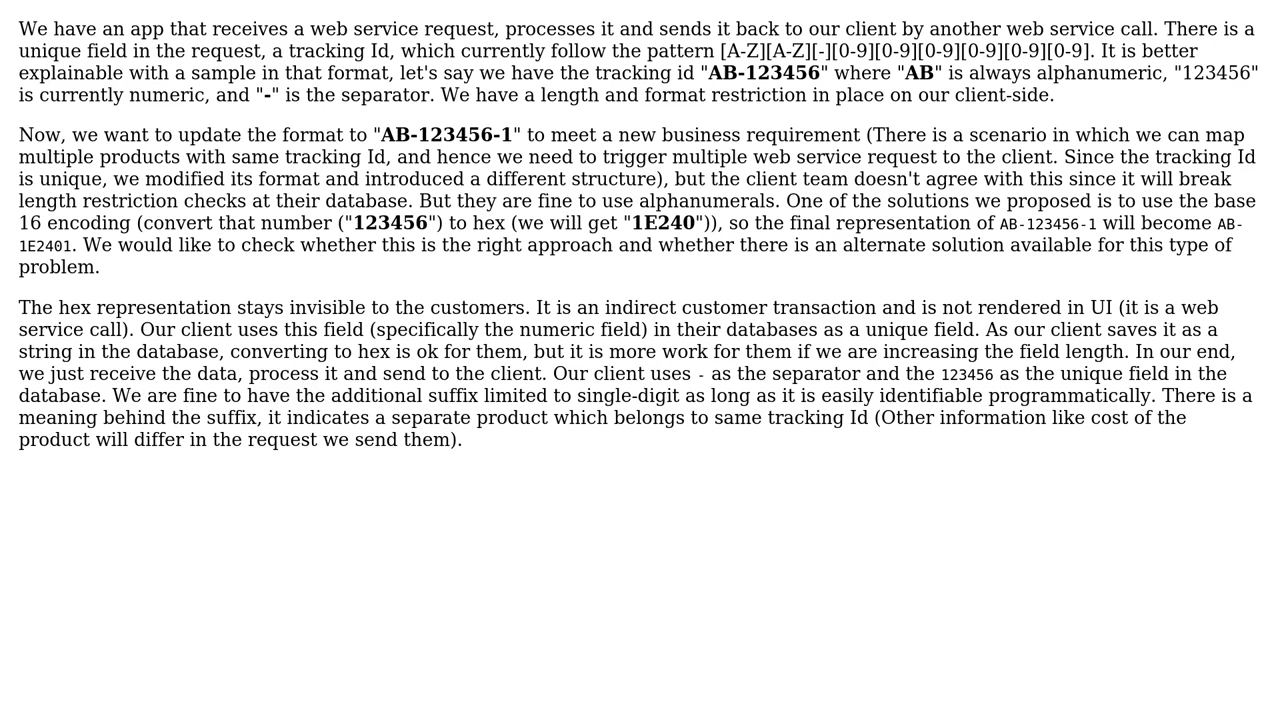 We have an app that receives a web service request, processes it and sends it back to our client by another web service call. There is a
unique field in the request, a tracking Id, which currently follow the pattern [A-Z][A-Z][-][0-9][0-9][0-9][0-9][0-9][0-9]. It is better
explainable with a sample in that format, let's say we have the tracking id "AB-123456" where "AB" is always alphanumeric, "123456"
is currently numeric, and "-" is the separator. We have a length and format restriction in place on our client-side.
Now, we want to update the format to "AB-123456-1" to meet a new business requirement (There is a scenario in which we can map
multiple products with same tracking Id, and hence we need to trigger multiple web service request to the client. Since the tracking Id
is unique, we modified its format and introduced a different structure), but the client team doesn't agree with this since it will break
length restriction checks at their database. But they are fine to use alphanumerals. One of the solutions we proposed is to use the base
16 encoding (convert that number ("123456") to hex (we will get "1E240")), so the final representation of AB-123456-1 will become AB-
1E2401. We would like to check whether this is the right approach and whether there is an alternate solution available for this type of
problem.
The hex representation stays invisible to the customers. It is an indirect customer transaction and is not rendered in UI (it is a web
service call). Our client uses this field (specifically the numeric field) in their databases as a unique field. As our client saves it as a
string in the database, converting to hex is ok for them, but it is more work for them if we are increasing the field length. In our end,
we just receive the data, process it and send to the client. Our client uses - as the separator and the 123456 as the unique field in the
database. We are fine to have the additional suffix limited to single-digit as long as it is easily identifiable programmatically. There is a
meaning behind the suffix, it indicates a separate product which belongs to same tracking Id (Other information like cost of the
product will differ in the request we send them).